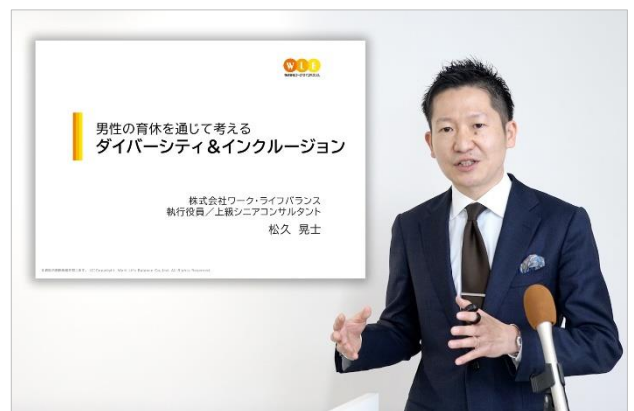 WLB
男性の育休を通じて考える
ダイバーシティ&インクルージョン
株式会社ワーク・ライフバランス
執行役員／上級シニアコンサルタント
松久 晃士